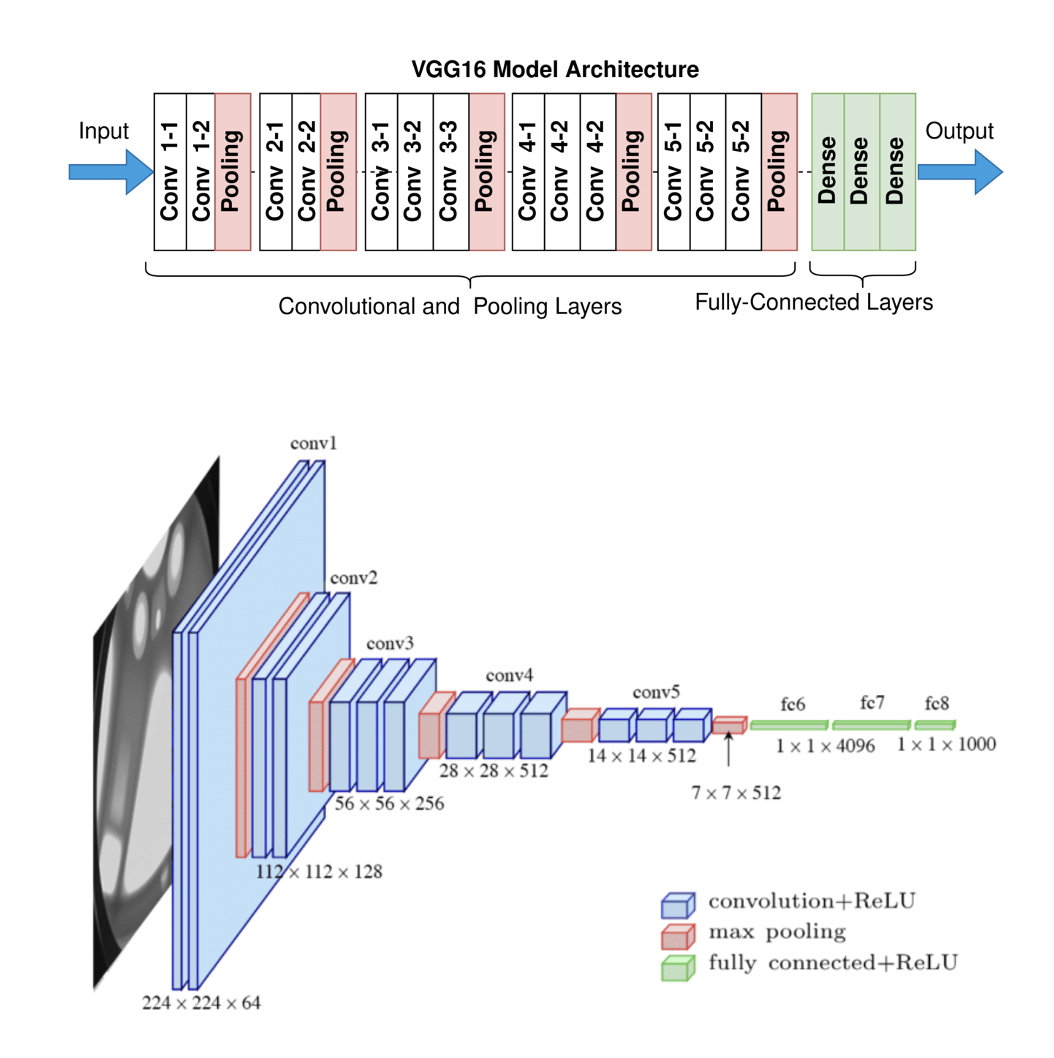 VGG16 Model Architecture
Input
Conv 1-1
Conv 1-2
Pooling
Conv 2-1
Conv 2-2
Pooling
Conv 3-1
Conv 3-2
Conv 3-3
Pooling
Conv 4-1
Conv 4-2
Conv 4-2
Pooling
Conv 5-1
Conv 5-2
Conv 5-2
Pooling
Dense
Dense
Dense
Output
Convolutional and Pooling Layers
Fully-Connected Layers
conv1
conv2
conv3
conv4
conv5
fc6
fc7
fc8
1 × 1 × 4096
1 × 1 × 1000
14 × 14 × 512
28 × 28 × 512
7 × 7 × 512
56 × 56 × 256
112 × 112 × 128
224 × 224 × 64
convolution+ReLU
max pooling
fully connected+ReLU